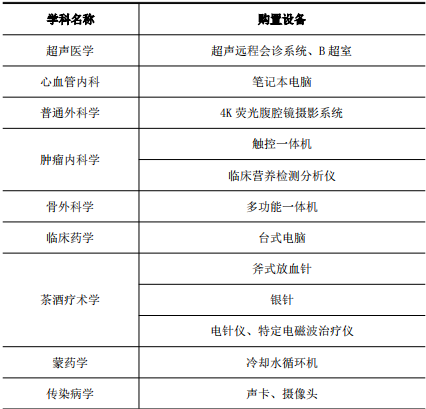 学科名称 购置设备
超声医学 超声远程会诊系统、B 超室
心血管内科 笔记本电脑
普通外科学 4K 荧光腹腔镜摄影系统
肿瘤内科学 触控一体机
临床营养检测分析仪
骨外科学 多功能一体机
临床药学 台式电脑
茶酒疗术学 斧式放血针
银针
电针仪、特定电磁波治疗仪
蒙药学 冷却水循环机
传染病学 声卡、摄像头